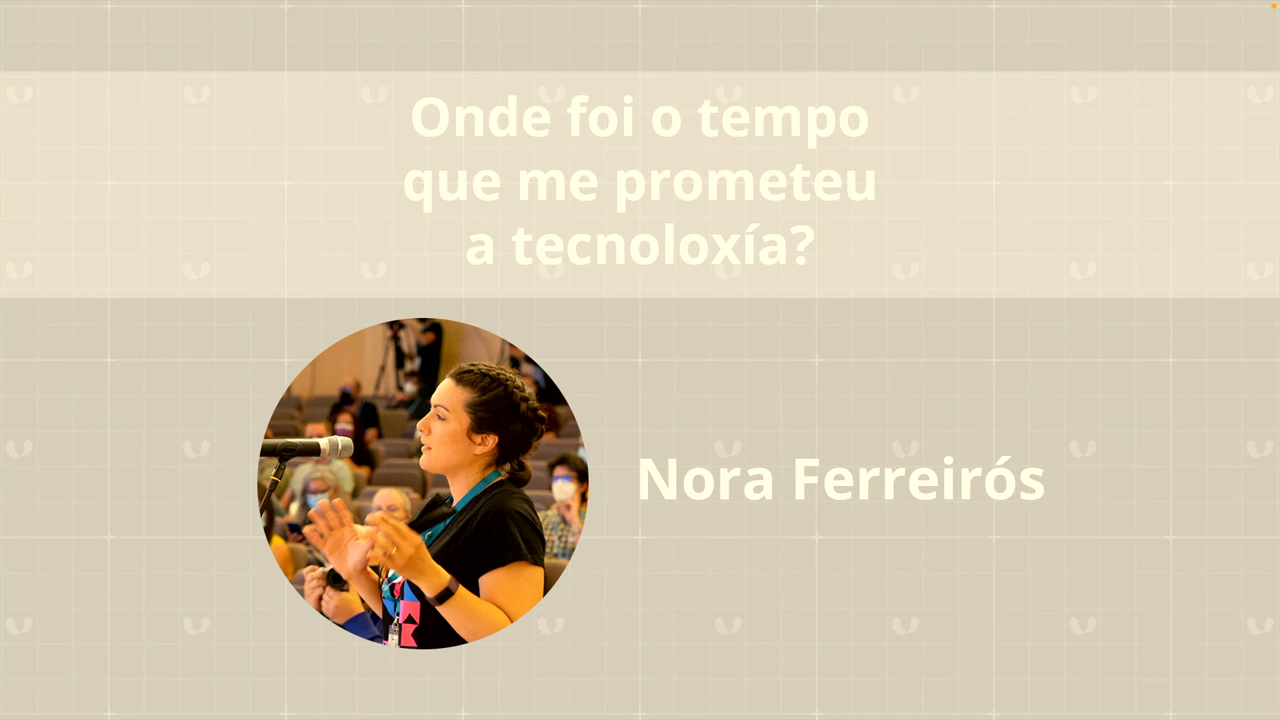 Onde foi o tempo
que me prometeu
a tecnoloxía?
Nora Ferreirós